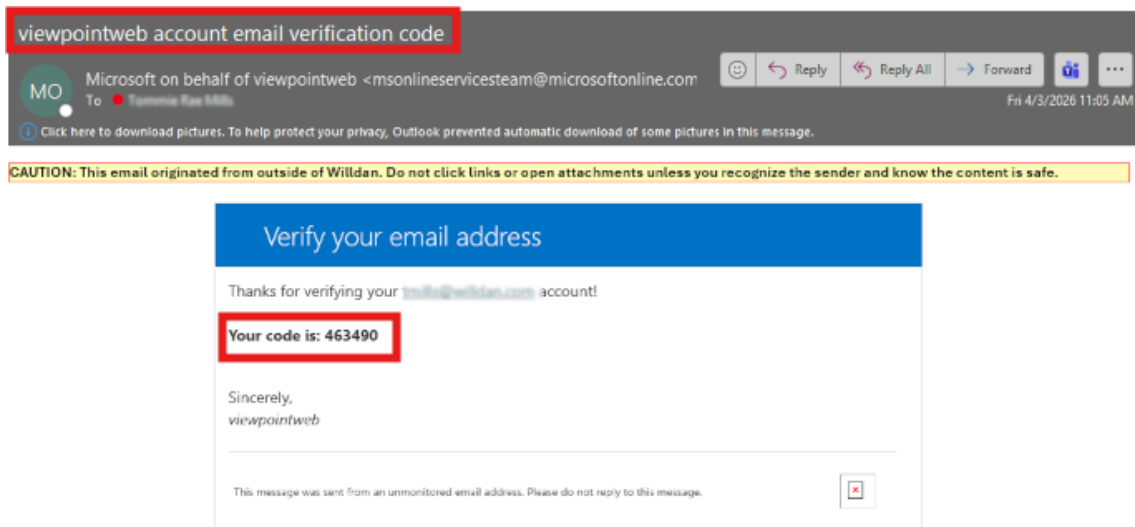 viewpointweb account email verification code
MO
Microsoft on behalf of viewpointweb <msonlineservicesteam@microsoftonline.com
To
Reply
Reply All
Forward
Fri 4/3/2026 11:05 AM
Click here to download pictures. To help protect your privacy, Outlook prevented automatic download of some pictures in this message.
CAUTION: This email originated from outside of Willdan. Do not click links or open attachments unless you recognize the sender and know the content is safe.
Verify your email address
Thanks for verifying your account!
Your code is: 463490
Sincerely,
viewpointweb
This message was sent from an unmonitored email address. Please do not reply to this message.